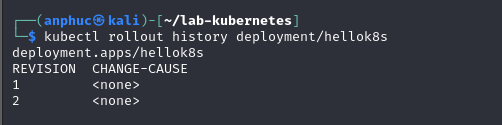 ┌──(anphuc㉿kali)-[~/lab-kubernetes]
└─$ kubectl rollout history deployment/hellok8s
deployment.apps/hellok8s
REVISION  CHANGE-CAUSE
1         <none>
2         <none>